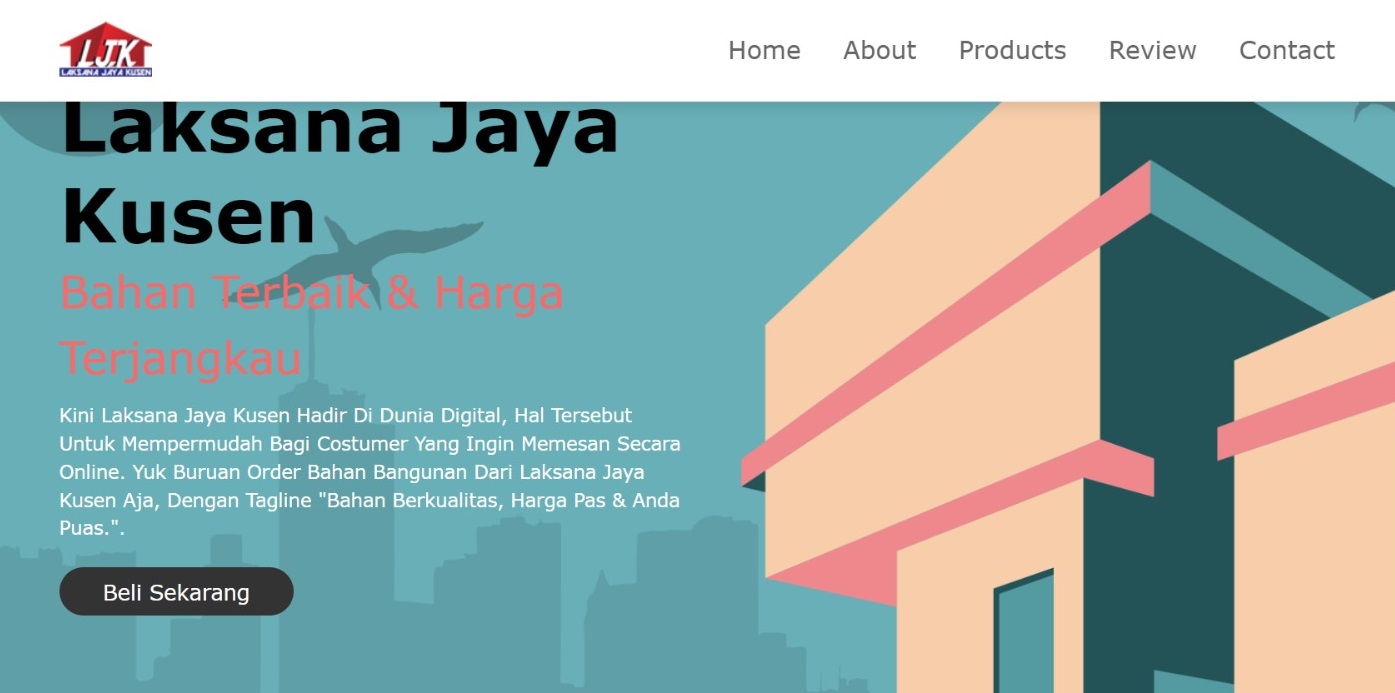 LJK
LAKSANA JAYA KUSEN
Home About Products Review Contact
Laksana Jaya
Kusen
Bahan Terbaik & Harga
Terjangkau
Kini Laksana Jaya Kusen Hadir Di Dunia Digital, Hal Tersebut
Untuk Mempermudah Bagi Costumer Yang Ingin Memesan Secara
Online. Yuk Buruan Order Bahan Bangunan Dari Laksana Jaya
Kusen Aja, Dengan Tagline "Bahan Berkualitas, Harga Pas & Anda
Puas.".
Beli Sekarang